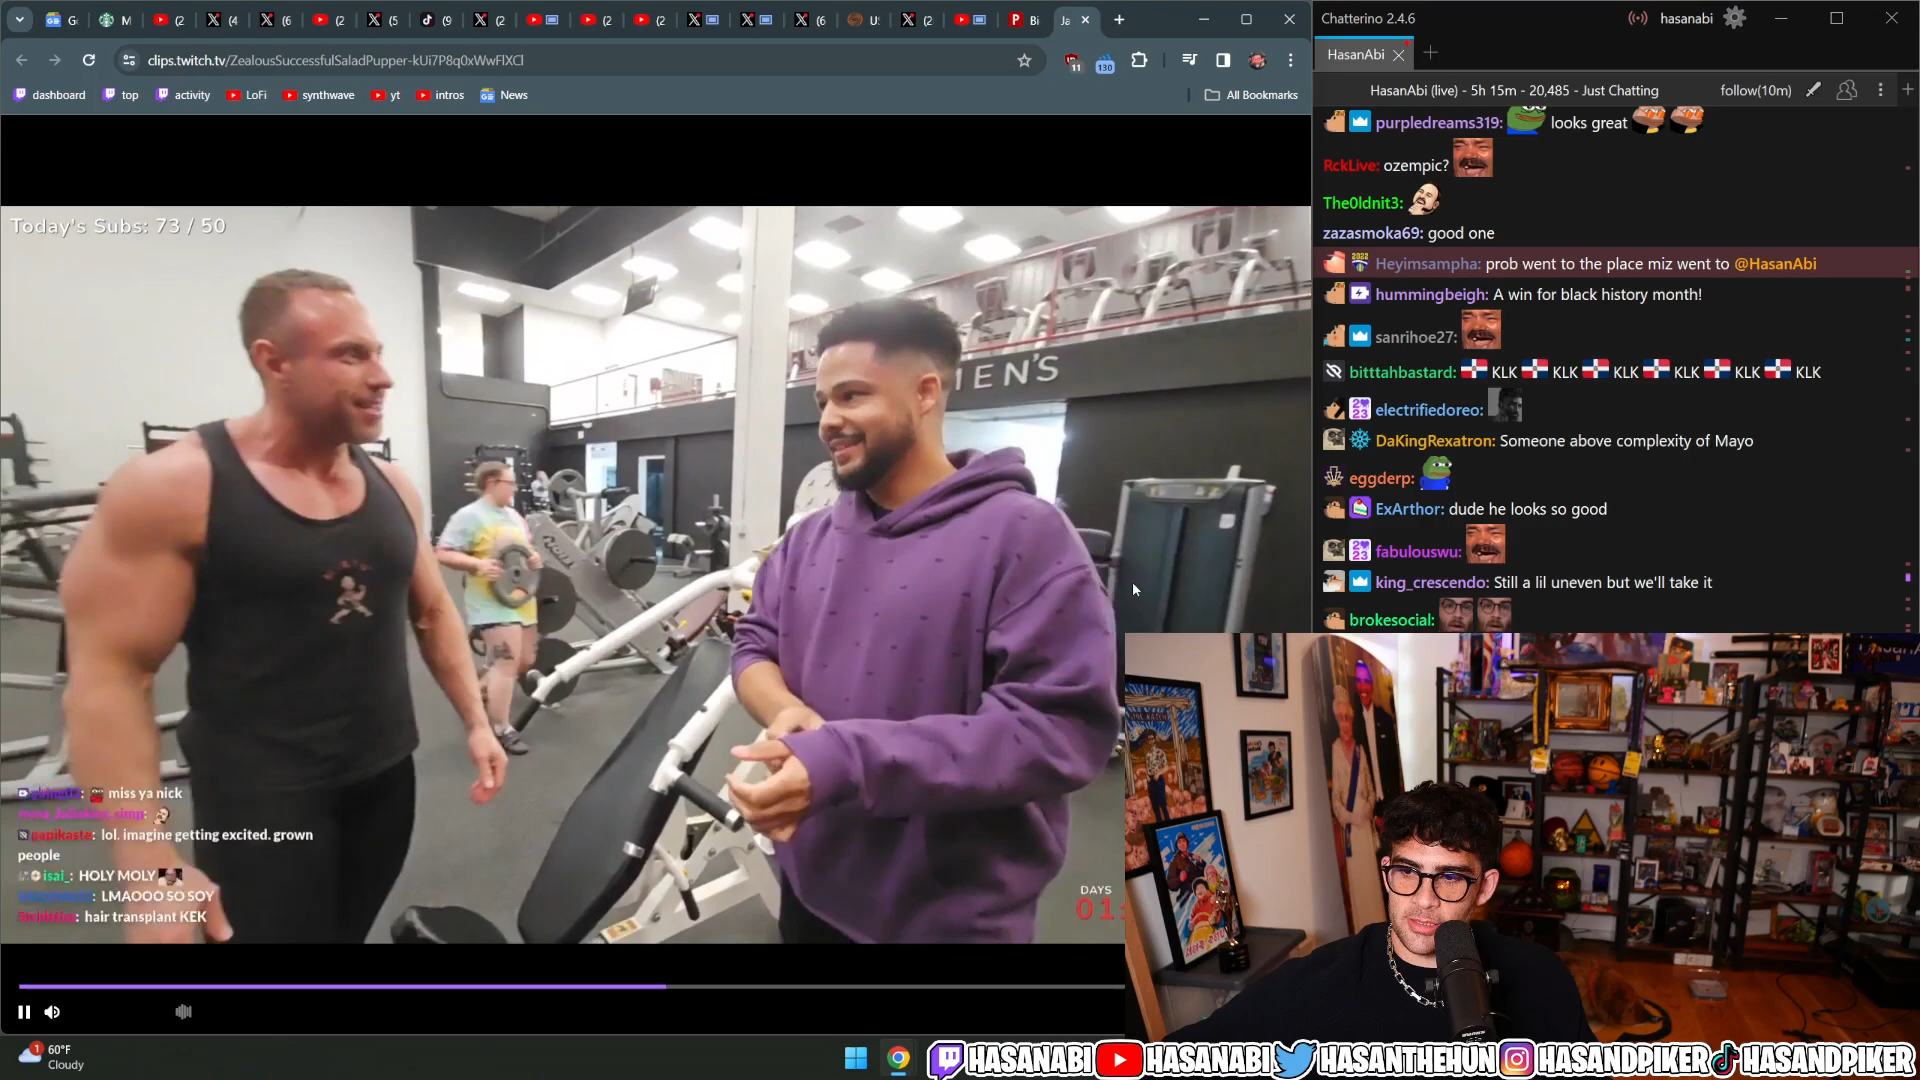 clips.twitch.tv/ZealousSuccessfulSaladPupper-kUi7P8q0xWwFlXCl
11
130
dashboard
top
activity
LoFi
synthwave
yt
intros
News
All Bookmarks
Today's Subs: 73 / 50
MEN'S
miss ya nick
papikasta: lol. imagine getting excited. grown
people
isai_: HOLY MOLY
LMAOOO SO SOY
hair transplant KEK
DAYS
60°F
Cloudy
Chatterino 2.4.6
hasanabi
HasanAbi
HasanAbi (live) - 5h 15m - 20,485 - Just Chatting
follow(10m)
purpledreams319: looks great
RckLive: ozempic?
The0ldnit3:
zazasmoka69: good one
Heyimsampha: prob went to the place miz went to @HasanAbi
hummingbeigh: A win for black history month!
sanrihoe27:
bitttahbastard: KLK KLK KLK KLK KLK KLK
electrifiedoreo:
DaKingRexatron: Someone above complexity of Mayo
eggderp:
ExArthor: dude he looks so good
fabulouswu:
king_crescendo: Still a lil uneven but we'll take it
brokesocial:
HASANABI
HASANABI
HASANTHEHUN
HASANDPIKER
HASANDPIKER